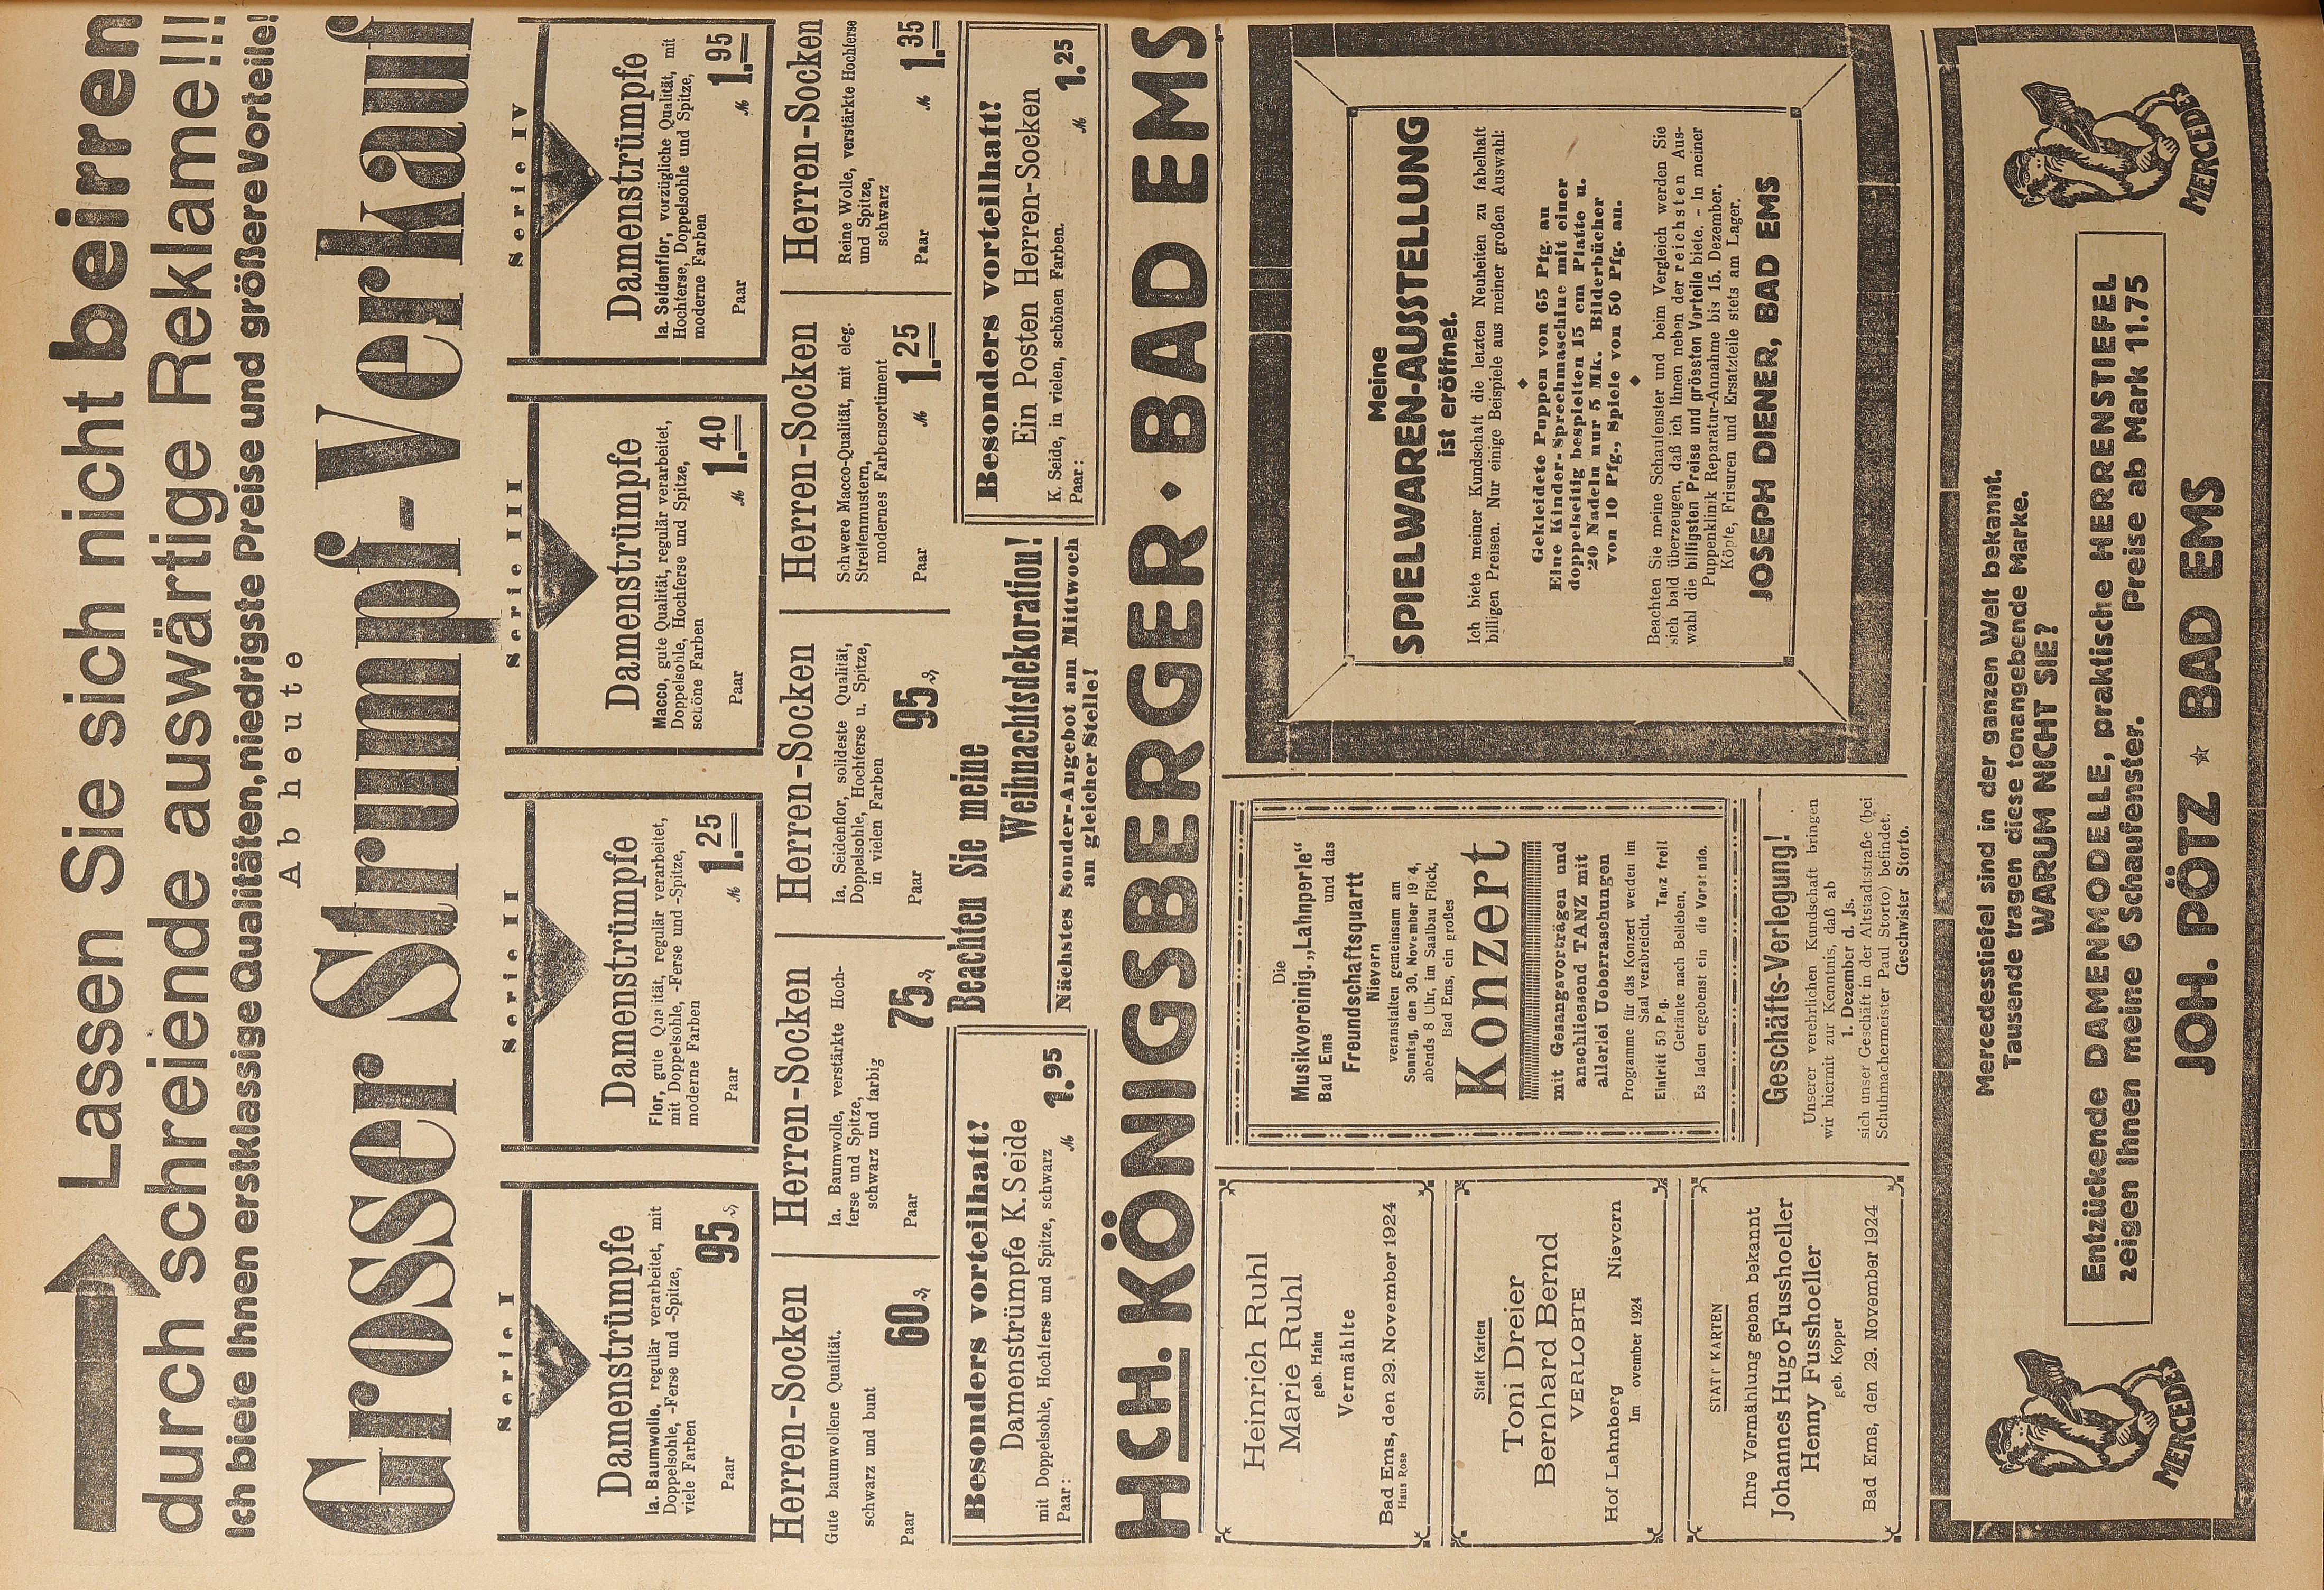 Lassen Sie sich nicht beirren
durch schreiende auswärtige Reklame!!!
Ich biete Ihnen erstklassige Qualitäten, niedrigste Preise und größere Vorteile!
Ab heute
Grosser Strumpf-Verkauf
Serie I
Damenstrümpfe
Ia. Baumwolle, regulär verarbeitet, mit
Doppelsohle, -Ferse und -Spitze,
viele Farben
Paar 95 ₰
Serie II
Damenstrümpfe
Flor, gute Qualität, regulär verarbeitet,
mit Doppelsohle, -Ferse und -Spitze,
moderne Farben
Paar ℳ 1.25
Serie III
Damenstrümpfe
Macco, gute Qualität, regulär verarbeitet,
Doppelsohle, Hochferse und Spitze,
schöne Farben
Paar ℳ 1.40
Serie IV
Damenstrümpfe
Ia. Seidenflor, vorzügliche Qualität, mit
Hochferse, Doppelsohle und Spitze,
moderne Farben
Paar ℳ 1.95
Herren-Socken
Gute baumwollene Qualität,
schwarz und bunt
Paar 60 ₰
Herren-Socken
Ia. Baumwolle, verstärkte Hoch-
ferse und Spitze,
schwarz und farbig
Paar 75 ₰
Herren-Socken
Ia. Seidenflor, solideste Qualität,
Doppelsohle, Hochferse u. Spitze,
in vielen Farben
Paar 95 ₰
Herren-Socken
Schwere Macco-Qualität, mit eleg.
Streifenmustern,
modernes Farbensortiment
Paar ℳ 1.25
Herren-Socken
Reine Wolle, verstärkte Hochferse
und Spitze,
schwarz
Paar ℳ 1.35
Besonders vorteilhaft!
Damenstrümpfe K. Seide
mit Doppelsohle, Hochferse und Spitze, schwarz
Paar: ℳ 1.95
Beachten Sie meine
Weihnachtsdekoration!
Nächstes Sonder-Angebot am Mittwoch
an gleicher Stelle!
Besonders vorteilhaft!
Ein Posten Herren-Socken
K. Seide, in vielen, schönen Farben.
Paar: ℳ 1.25
HCH. KÖNIGSBERGER · BAD EMS
Heinrich Ruhl
Marie Ruhl
geb. Hahn
Vermählte
Bad Ems, den 29. November 1924
Haus Rose
Statt Karten
Toni Dreier
Bernhard Bernd
VERLOBTE
Hof Lahnberg Nievern
Im ovember 1924
STATT KARTEN
Ihre Vermählung geben bekannt
Johannes Hugo Fusshoeller
Henny Fusshoeller
geb. Kopper
Bad Ems, den 29. November 1924
Die
Musikvereinig. „Lahnperle“
Bad Ems und das
Freundschaftsquartt
Nievern
veranstalten gemeinsam am
Sonntag, den 30. November 19 4,
abends 8 Uhr, im Saalbau Flöck,
Bad Ems, ein großes
Konzert
mit Gesangsvorträgen und
anschliessend TANZ mit
allerlei Ueberraschungen
Programme für das Konzert werden im
Saal verabreicht.
Eintritt 50 P.g. Tanz frei!
Getränke nach Belieben.
Es laden ergebenst ein die Vorst nde.
Geschäfts-Verlegung!
Unserer verehrlichen Kundschaft bringen
wir hiermit zur Kenntnis, daß ab
1. Dezember d. Js.
sich unser Geschäft in der Altstadtstraße (bei
Schuhmachermeister Paul Storto) befindet.
Geschwister Storto.
Meine
SPIELWAREN-AUSSTELLUNG
ist eröffnet.
Ich biete meiner Kundschaft die letzten Neuheiten zu fabelhaft
billigen Preisen. Nur einige Beispiele aus meiner großen Auswahl:
Gekleidete Puppen von 65 Pfg. an
Eine Kinder-Sprechmaschine mit einer
doppelseitig bespielten 15 cm Platte u.
20 Nadeln nur 5 Mk. Bilderbücher
von 10 Pfg., Spiele von 50 Pfg. an.
Beachten Sie meine Schaufenster und beim Vergleich werden Sie
sich bald überzeugen, daß ich Ihnen neben der reichsten Aus-
wahl die billigsten Preise und grössten Vorteile biete. – In meiner
Puppenklinik Reparatur-Annahme bis 15. Dezember.
Köpfe, Frisuren und Ersatzteile stets am Lager.
JOSEPH DIENER, BAD EMS
Mercedesstiefel sind in der ganzen Welt bekannt.
Tausende tragen diese tonangebende Marke.
WARUM NICHT SIE?
Entzückende DAMENMODELLE, praktische HERRENSTIEFEL
zeigen Ihnen meine 6 Schaufenster. Preise ab Mark 11.75
JOH. PÖTZ ☆ BAD EMS
MERCEDES
MERCEDES